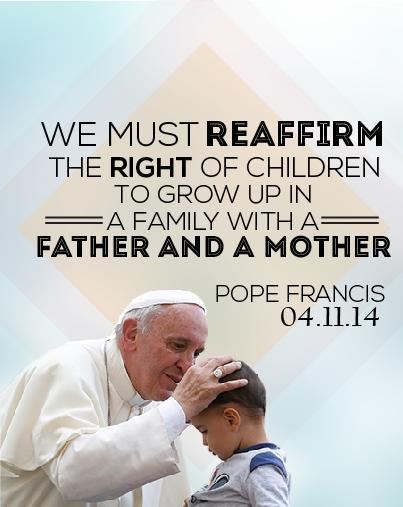 WE MUST REAFFIRM
THE RIGHT OF CHILDREN
TO GROW UP IN
A FAMILY WITH A
FATHER AND A MOTHER
POPE FRANCIS
04.11.14